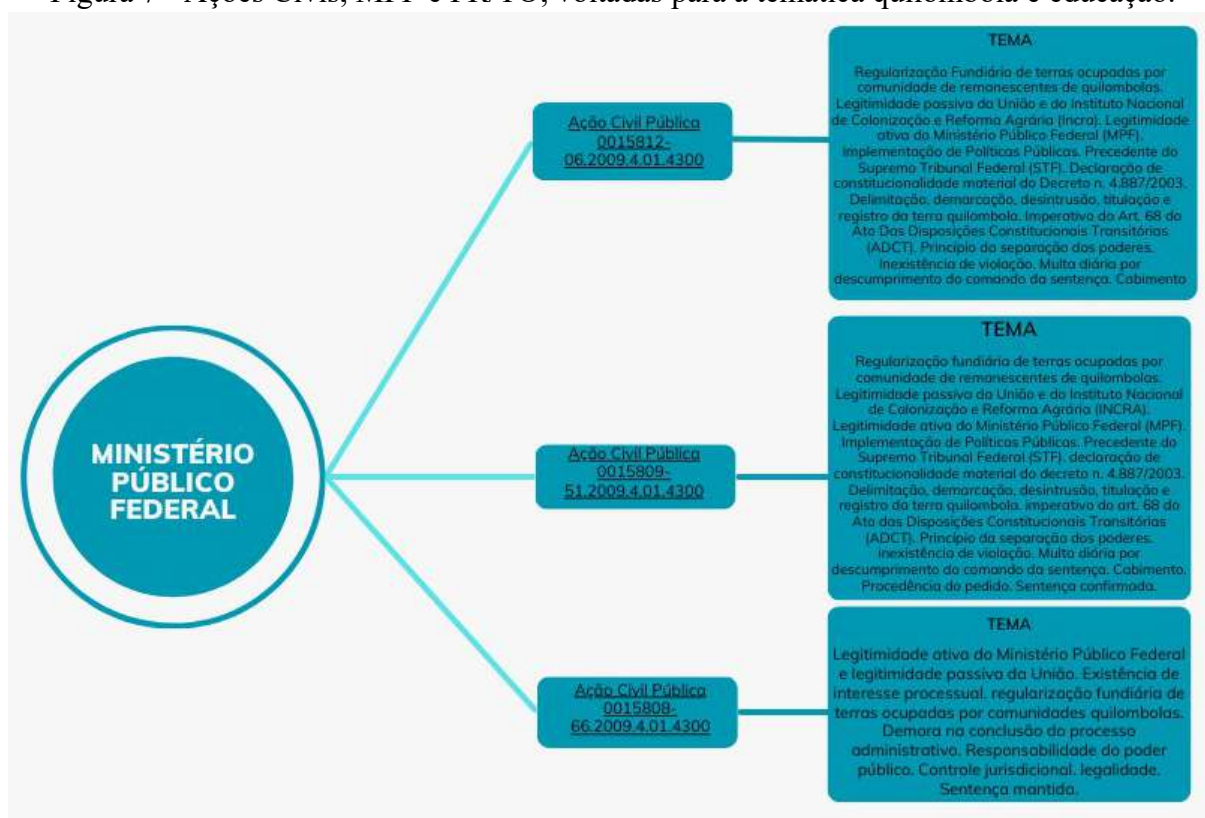 Figura 7 - Ações Civis, MPF e PR/TO, voltadas para a temática quilombola e educação.
MINISTÉRIO
PÚBLICO
FEDERAL
Ação Civil Pública
0015812-
06.2009.4.01.4300
TEMA
Regularização Fundiária de terras ocupadas por
comunidade de remanescentes de quilombolas.
Legitimidade passiva da União e do Instituto Nacional
de Colonização e Reforma Agrária (Incra). Legitimidade
ativa do Ministério Público Federal (MPF).
Implementação de Políticas Públicas. Precedente do
Supremo Tribunal Federal (STF). Declaração de
constitucionalidade material do Decreto n. 4.887/2003.
Delimitação, demarcação, desintrusão, titulação e
registro da terra quilombola. Imperativo do Art. 68 do
Ato Das Disposições Constitucionais Transitórias
(ADCT). Princípio da separação dos poderes.
Inexistência de violação. Multa diária por
descumprimento do comando da sentença. Cabimento
Ação Civil Pública
0015809-
51.2009.4.01.4300
TEMA
Regularização fundiária de terras ocupadas por
comunidade de remanescentes de quilombolas.
Legitimidade passiva da União e do Instituto Nacional
de Colonização e Reforma Agrária (INCRA).
Legitimidade ativa do Ministério Público Federal (MPF).
Implementação de Políticas Públicas. Precedente do
Supremo Tribunal Federal (STF). declaração de
constitucionalidade material do decreto n. 4.887/2003.
Delimitação, demarcação, desintrusão, titulação e
registro da terra quilombola. imperativo do art. 68 do
Ato das Disposições Constitucionais Transitórias
(ADCT). Princípio da separação dos poderes.
inexistência de violação. Multa diária por
descumprimento do comando da sentença. Cabimento.
Procedência do pedido. Sentença confirmada.
Ação Civil Pública
0015808-
66.2009.4.01.4300
TEMA
Legitimidade ativa do Ministério Público Federal
e legitimidade passiva da União. Existência de
interesse processual. regularização fundiária de
terras ocupadas por comunidades quilombolas.
Demora na conclusão do processo
administrativo. Responsabilidade do poder
público. Controle jurisdicional. legalidade.
Sentença mantida.